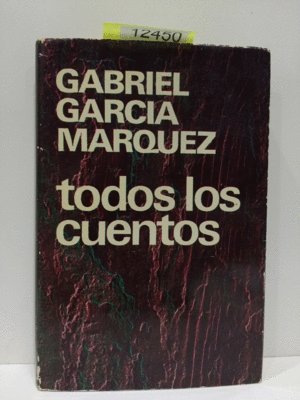 12450
GABRIEL
GARCIA
MARQUEZ
todos los
cuentos